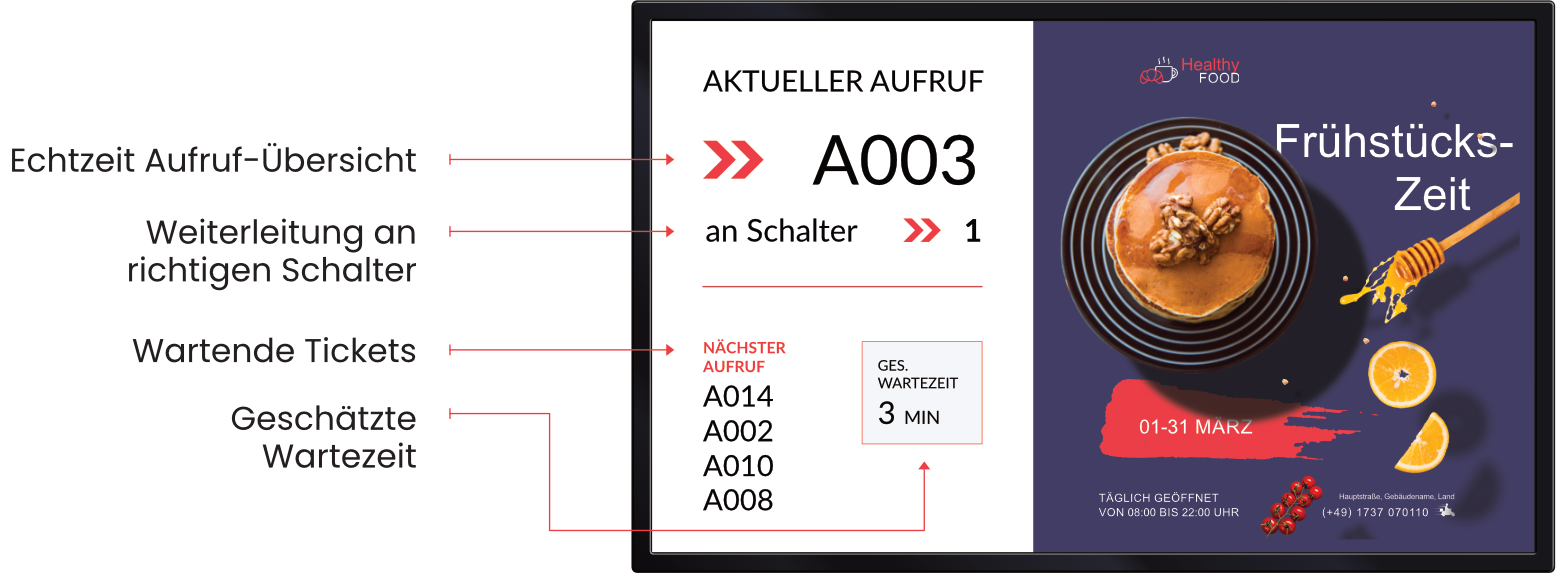 Echtzeit Aufruf-Übersicht
Weiterleitung an
richtigen Schalter
Wartende Tickets
Geschätzte
Wartezeit
AKTUELLER AUFRUF
A003
an Schalter
1
NÄCHSTER
AUFRUF
A014
A002
A010
A008
GES.
WARTEZEIT
3 MIN
Healthy
FOOD
Frühstücks-
Zeit
01-31 MÄRZ
TÄGLICH GEÖFFNET
VON 08:00 BIS 22:00 UHR
Hauptstraße, Gebäudename, Land
(+49) 1737 070110